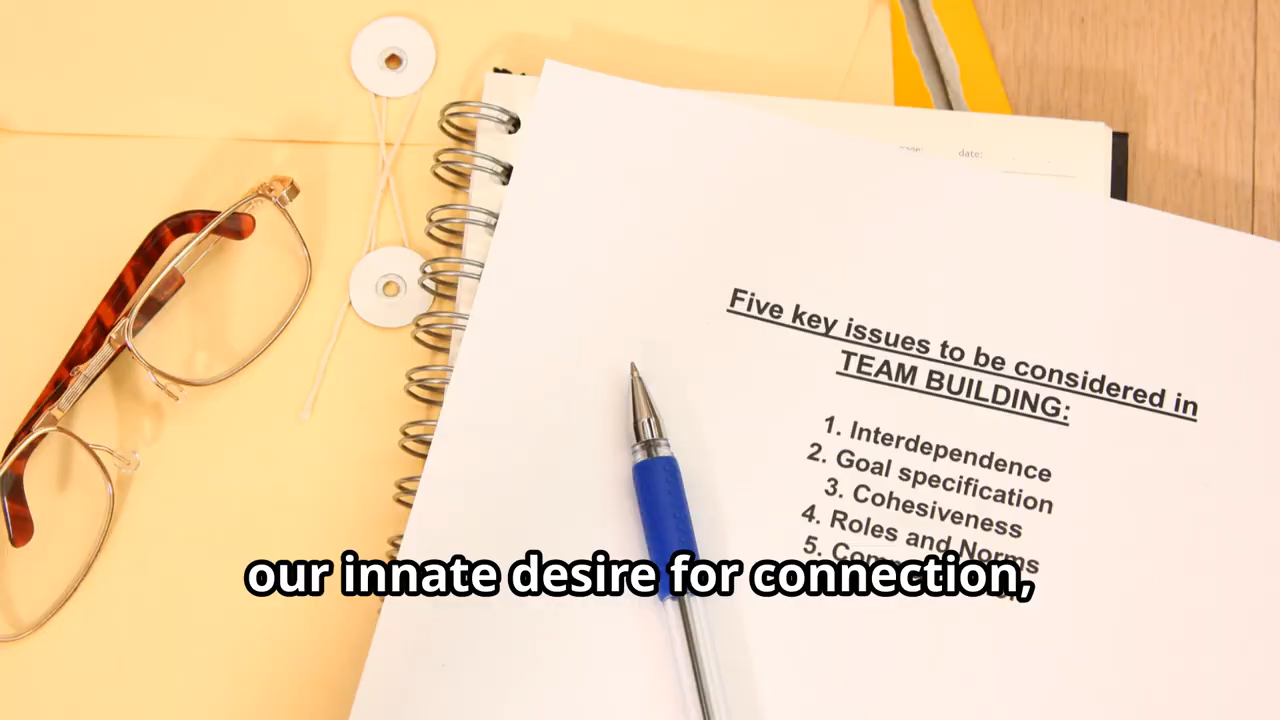 date:
Five key issues to be considered in
TEAM BUILDING:
1. Interdependence
2. Goal specification
3. Cohesiveness
4. Roles and Norms
5.
our innate desire for connection,